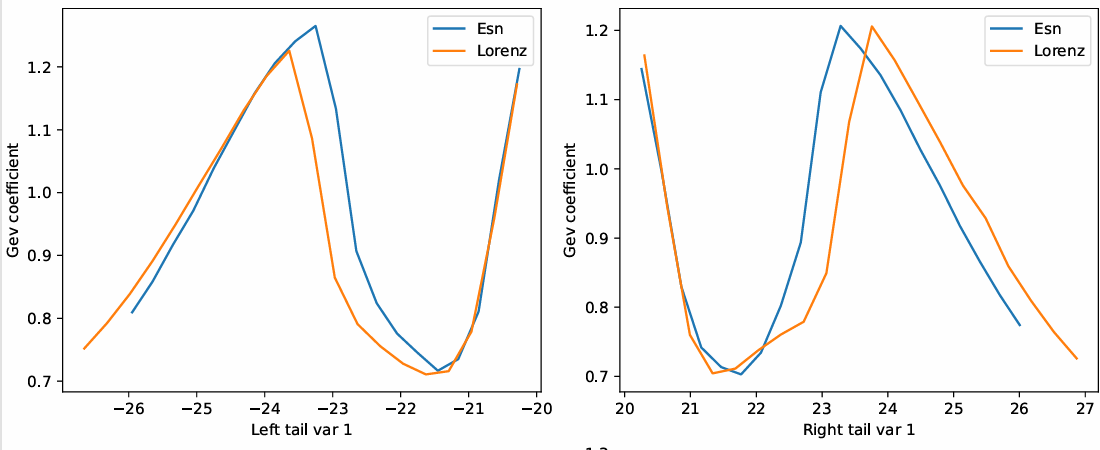 Esn
Lorenz
1.2
1.1
1.0
0.9
0.8
0.7
Gev coefficient
−26 −25 −24 −23 −22 −21 −20
Left tail var 1
Esn
Lorenz
1.2
1.1
1.0
0.9
0.8
0.7
Gev coefficient
20 21 22 23 24 25 26 27
Right tail var 1